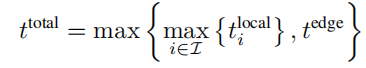 t^total = max { max_{i∈ℐ} { t_i^local } , t^edge }